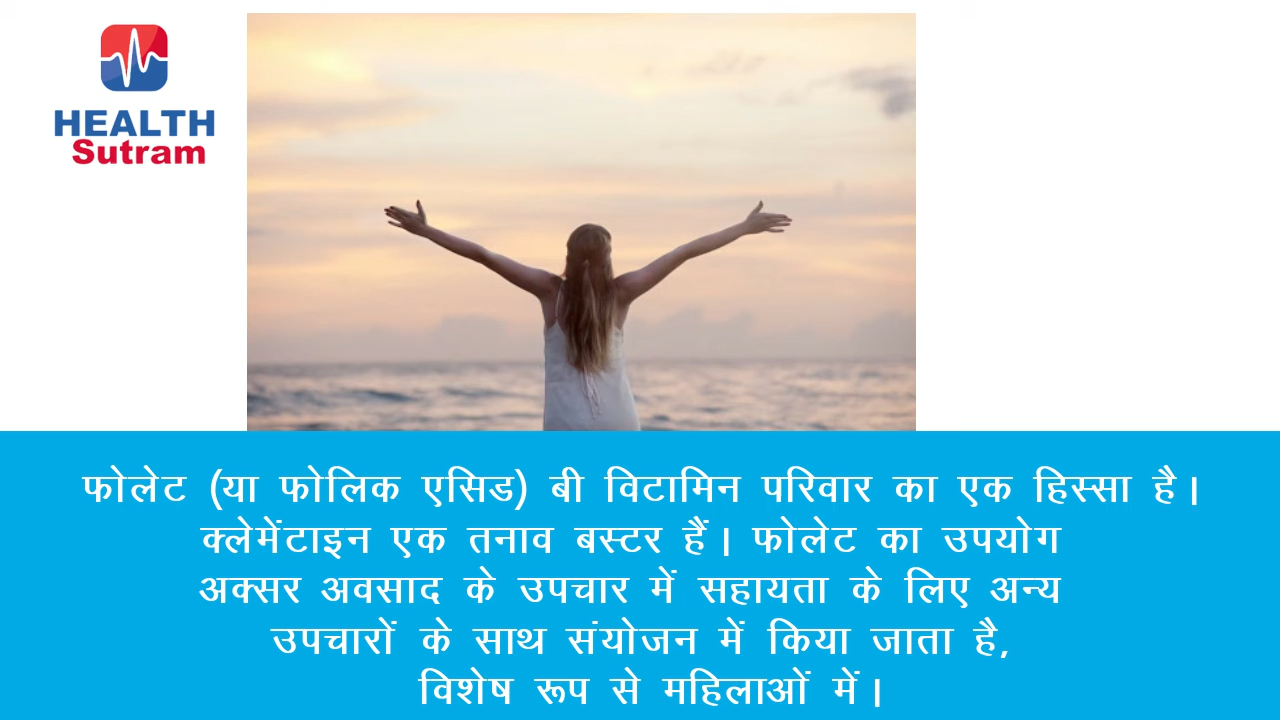 HEALTH
Sutram
फोलेट (या फोलिक एसिड) बी विटामिन परिवार का एक हिस्सा है।
क्लेमेंटाइन एक तनाव बस्टर हैं। फोलेट का उपयोग
अक्सर अवसाद के उपचार में सहायता के लिए अन्य
उपचारों के साथ संयोजन में किया जाता है,
विशेष रूप से महिलाओं में।